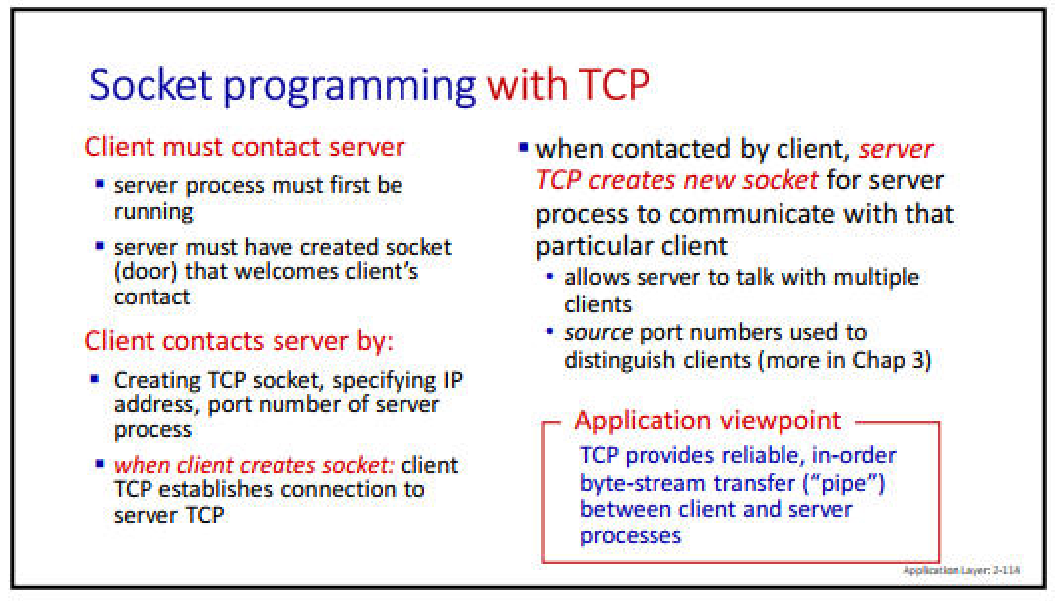 Socket programming with TCP
Client must contact server
▪ server process must first be
running
▪ server must have created socket
(door) that welcomes client's
contact
Client contacts server by:
▪ Creating TCP socket, specifying IP
address, port number of server
process
▪ when client creates socket: client
TCP establishes connection to
server TCP
▪ when contacted by client, server
TCP creates new socket for server
process to communicate with that
particular client
• allows server to talk with multiple
clients
• source port numbers used to
distinguish clients (more in Chap 3)
Application viewpoint
TCP provides reliable, in-order
byte-stream transfer (“pipe”)
between client and server
processes
Application Layer: 2-114